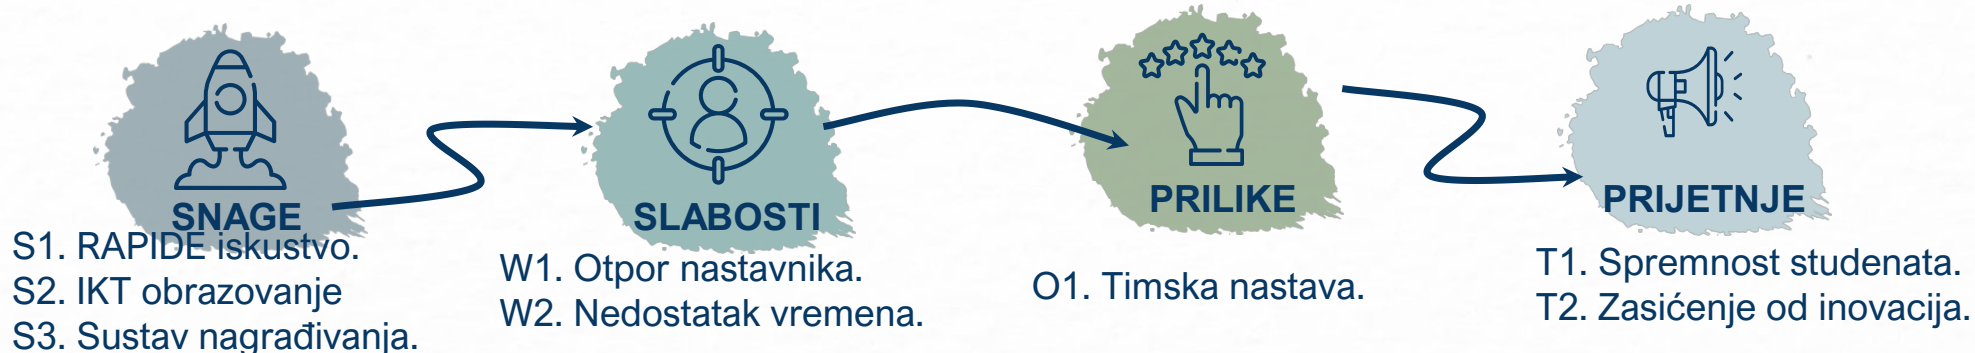 SNAGE
S1. RAPIDE iskustvo.
S2. IKT obrazovanje
S3. Sustav nagrađivanja.
SLABOSTI
W1. Otpor nastavnika.
W2. Nedostatak vremena.
PRILIKE
O1. Timska nastava.
PRIJETNJE
T1. Spremnost studenata.
T2. Zasićenje od inovacija.